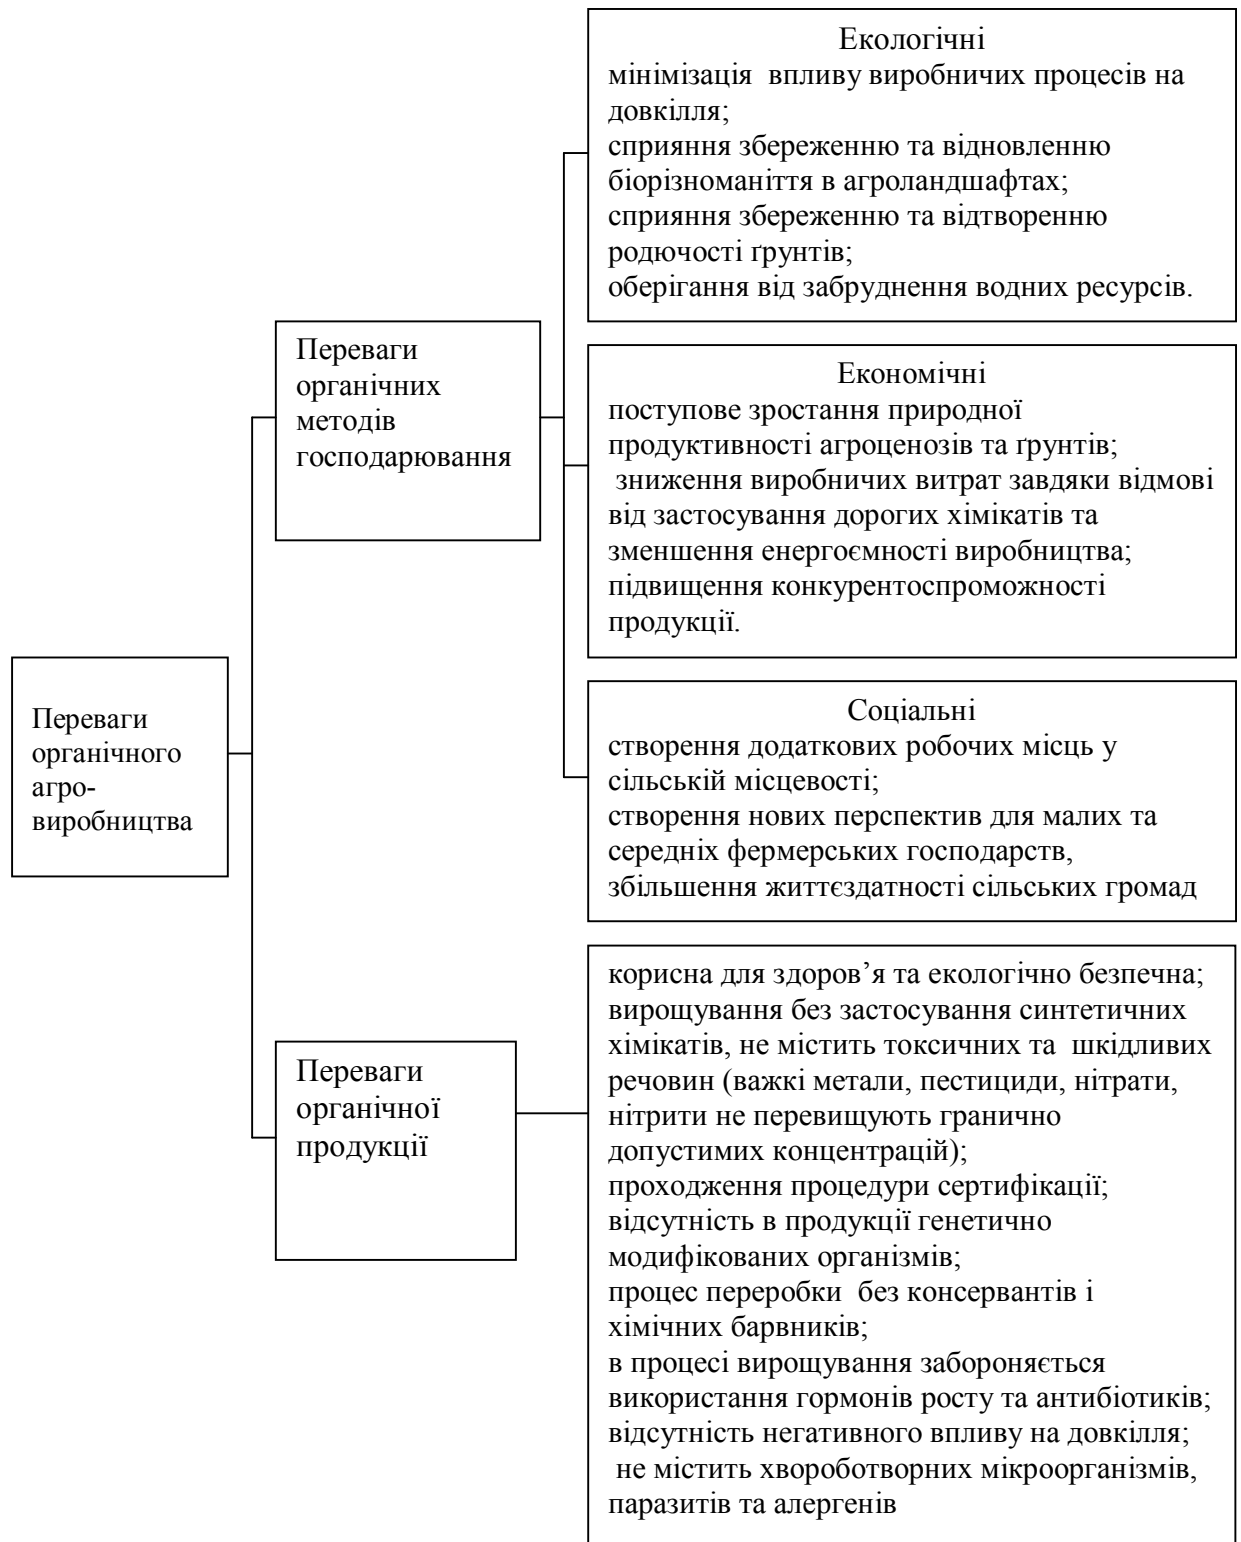 Екологічні
мінімізація впливу виробничих процесів на
довкілля;
сприяння збереженню та відновленню
біорізноманіття в агроландшафтах;
сприяння збереженню та відтворенню
родючості ґрунтів;
оберігання від забруднення водних ресурсів.
Переваги
органічних
методів
господарювання
Економічні
поступове зростання природної
продуктивності агроценозів та ґрунтів;
зниження виробничих витрат завдяки відмові
від застосування дорогих хімікатів та
зменшення енергоємності виробництва;
підвищення конкурентоспроможності
продукції.
Переваги
органічного
агро-
виробництва
Соціальні
створення додаткових робочих місць у
сільській місцевості;
створення нових перспектив для малих та
середніх фермерських господарств,
збільшення життєздатності сільських громад
Переваги
органічної
продукції
корисна для здоров’я та екологічно безпечна;
вирощування без застосування синтетичних
хімікатів, не містить токсичних та шкідливих
речовин (важкі метали, пестициди, нітрати,
нітрити не перевищують гранично
допустимих концентрацій);
проходження процедури сертифікації;
відсутність в продукції генетично
модифікованих організмів;
процес переробки без консервантів і
хімічних барвників;
в процесі вирощування забороняється
використання гормонів росту та антибіотиків;
відсутність негативного впливу на довкілля;
не містить хвороботворних мікроорганізмів,
паразитів та алергенів